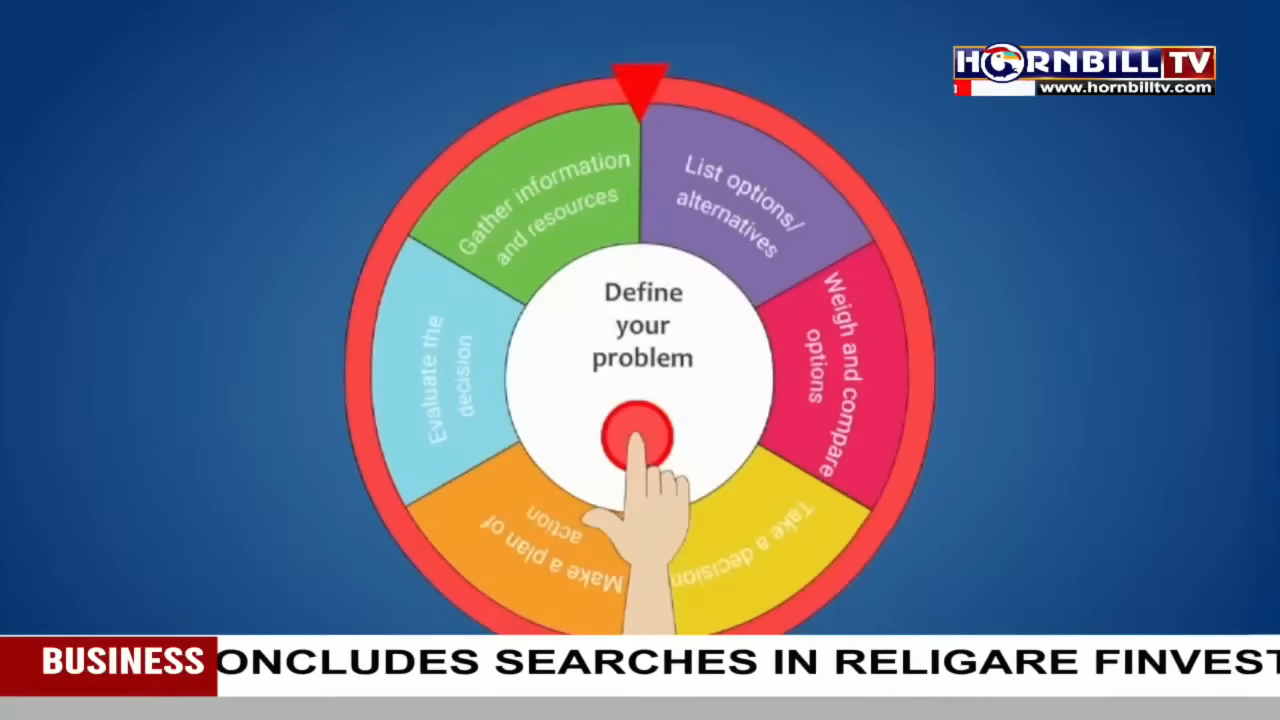 HORNBILL TV
www.hornbilltv.com
Gather information
and resources
List options/
alternatives
Weigh and compare
options
Take a decision
Make a plan of
action
Evaluate the
decision
Define
your
problem
BUSINESS ONCLUDES SEARCHES IN RELIGARE FINVEST